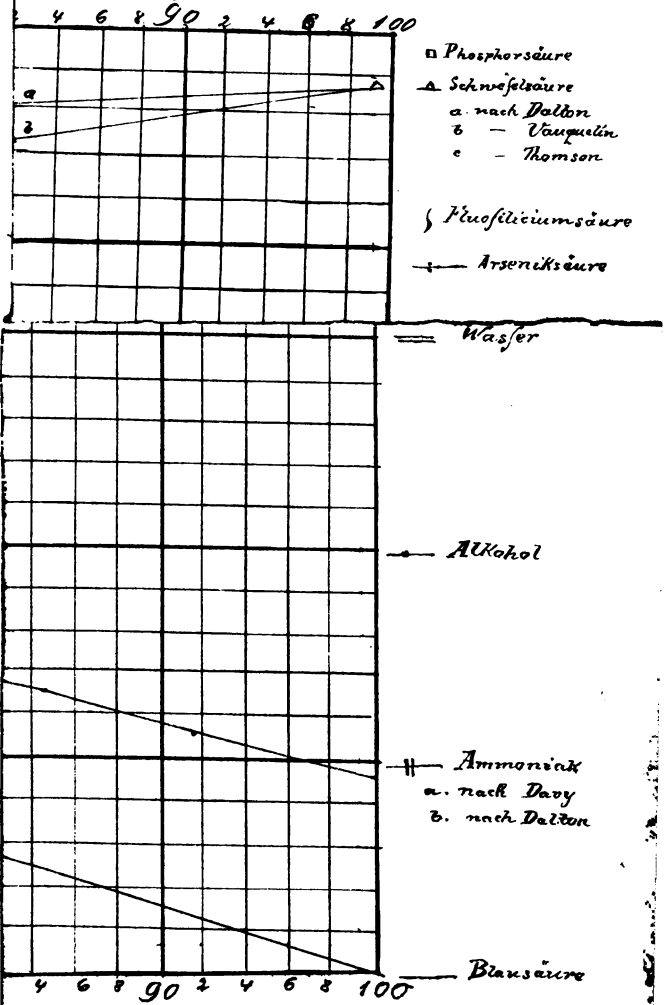 2 4 6 8 90 2 4 6 8 100
Phosphorsäure
Schwefelsäure
a. nach Dalton
b — Vauquelin
c — Thomson
a
b
Fluosiliciumsäure
Arseniksäure
Wasser
Alkohol
Ammoniak
a. nach Davy
b. nach Dalton
Blausäure
4 6 8 90 2 4 6 8 100